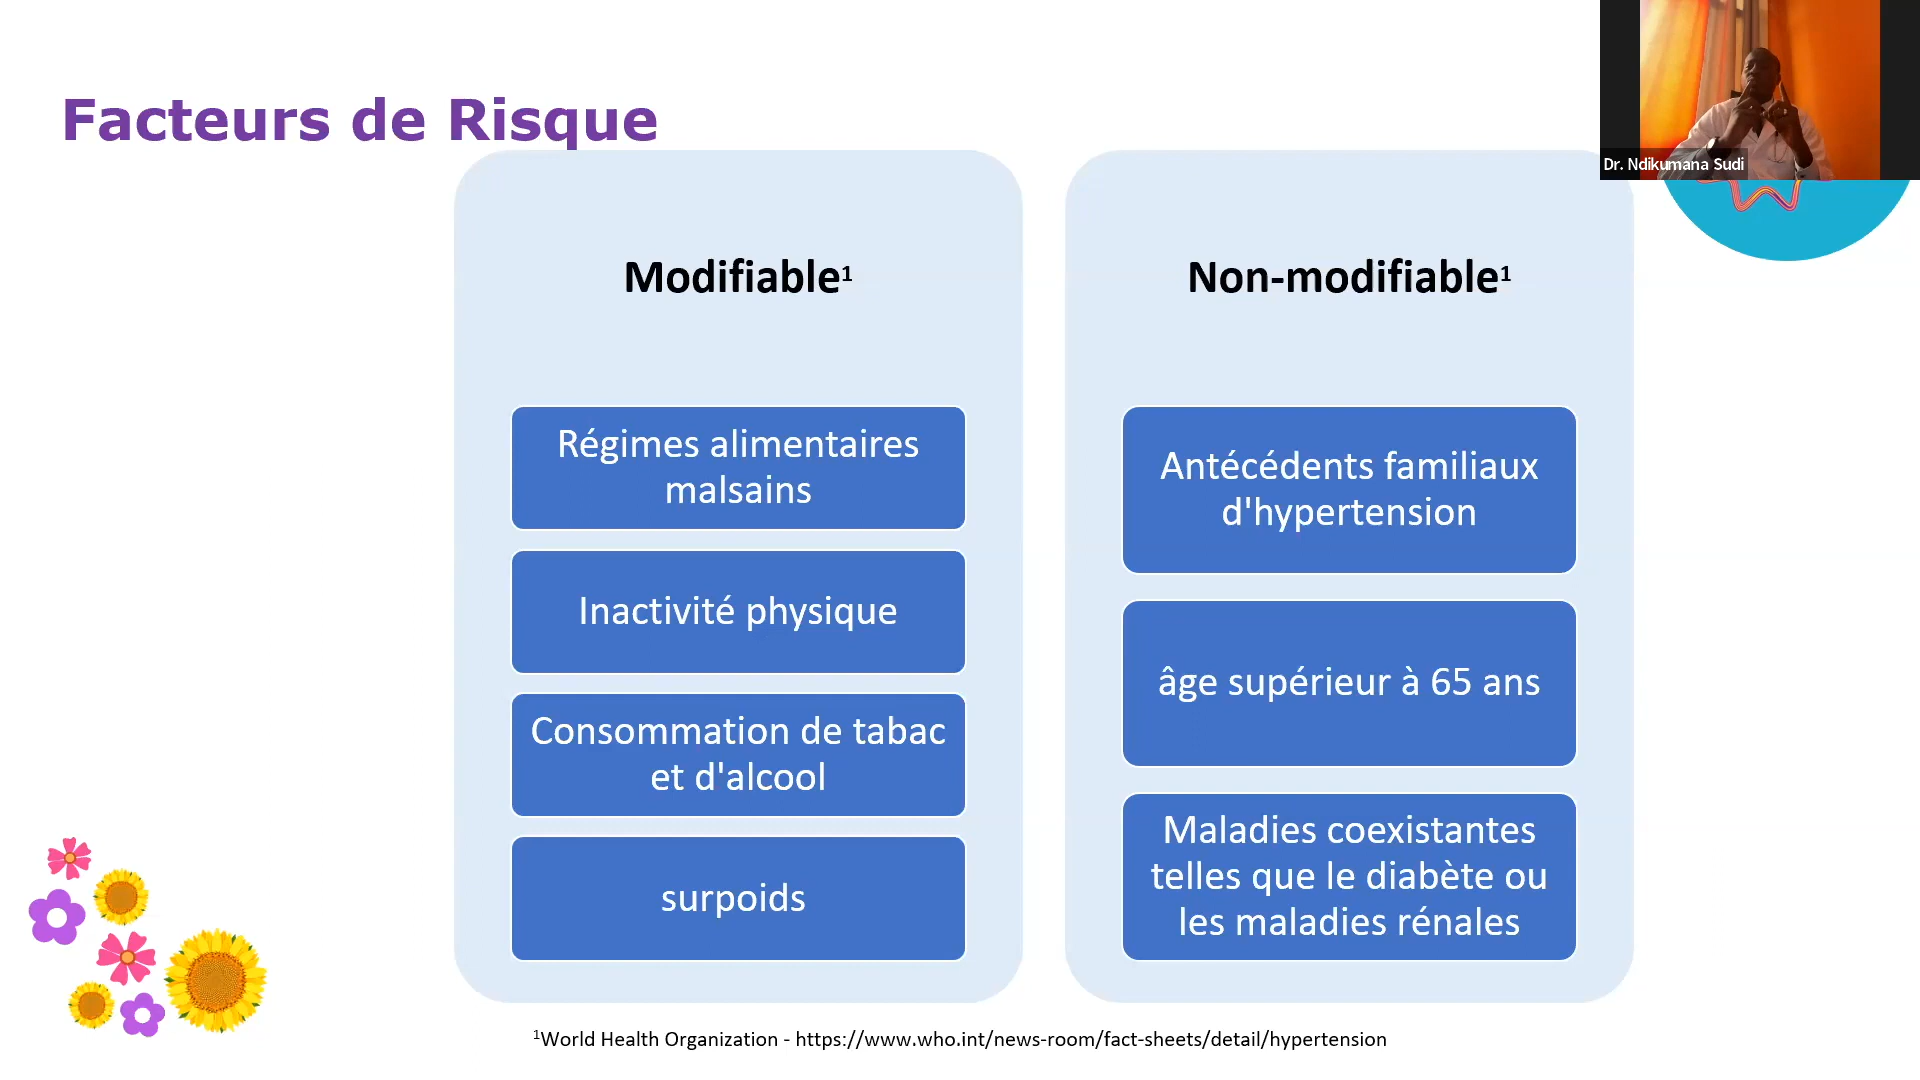 Facteurs de Risque
Dr. Ndikumana Sudi
Modifiable¹
Régimes alimentaires
malsains
Inactivité physique
Consommation de tabac
et d'alcool
surpoids
Non-modifiable¹
Antécédents familiaux
d'hypertension
âge supérieur à 65 ans
Maladies coexistantes
telles que le diabète ou
les maladies rénales
¹World Health Organization - https://www.who.int/news-room/fact-sheets/detail/hypertension